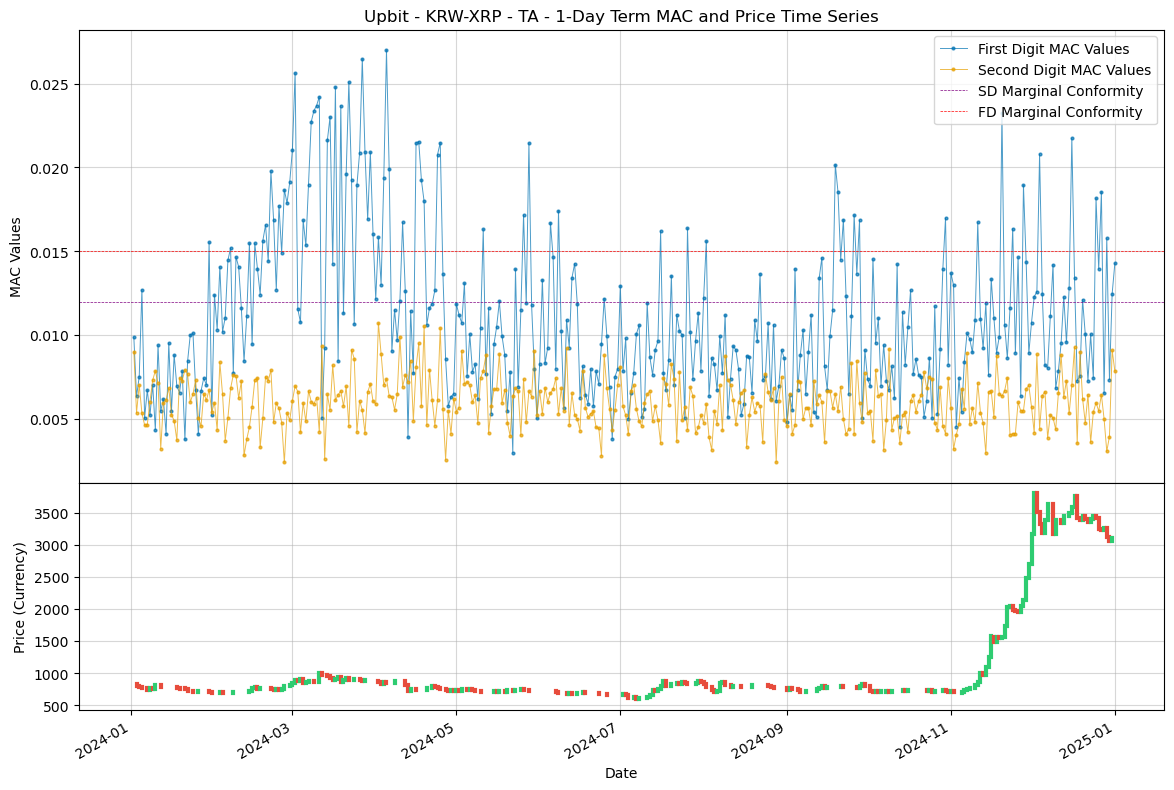 Upbit - KRW-XRP - TA - 1-Day Term MAC and Price Time Series
First Digit MAC Values
Second Digit MAC Values
SD Marginal Conformity
FD Marginal Conformity
MAC Values
0.025
0.020
0.015
0.010
0.005
Price (Currency)
3500
3000
2500
2000
1500
1000
500
2024-01
2024-03
2024-05
2024-07
2024-09
2024-11
2025-01
Date